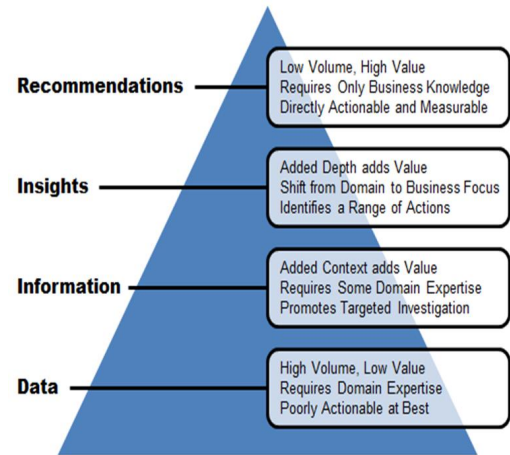 Recommendations
Low Volume, High Value
Requires Only Business Knowledge
Directly Actionable and Measurable
Insights
Added Depth adds Value
Shift from Domain to Business Focus
Identifies a Range of Actions
Information
Added Context adds Value
Requires Some Domain Expertise
Promotes Targeted Investigation
Data
High Volume, Low Value
Requires Domain Expertise
Poorly Actionable at Best